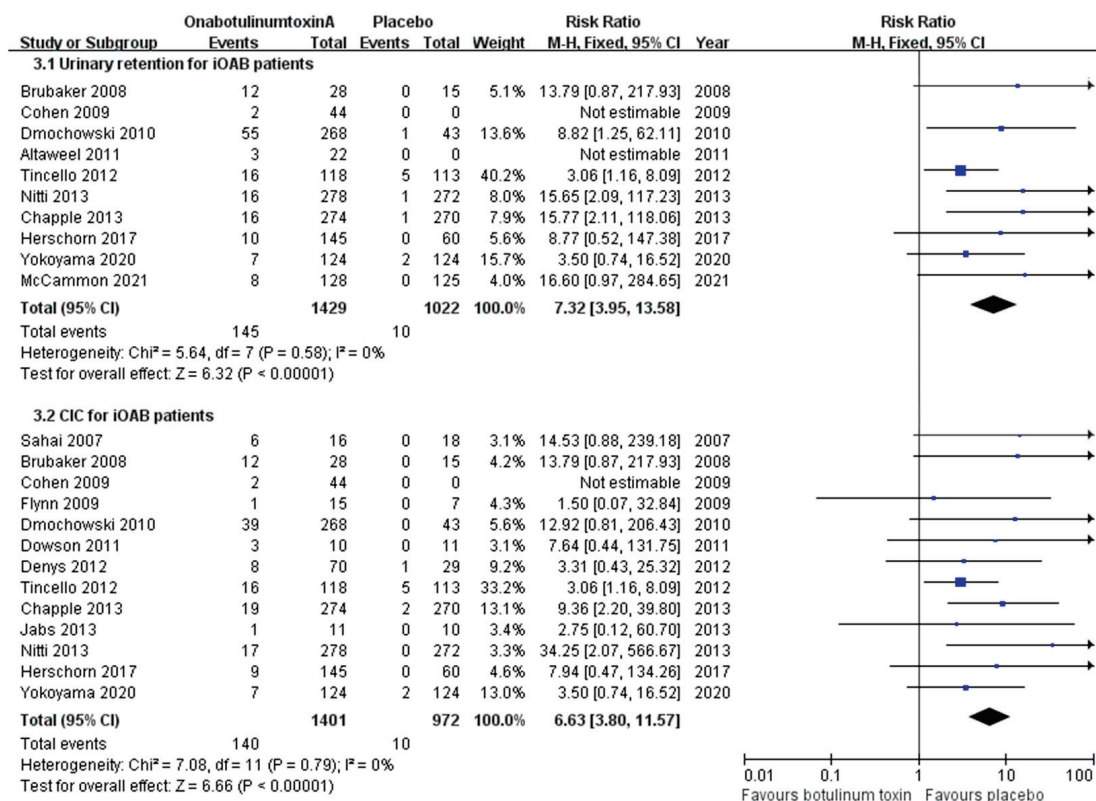 OnabotulinumtoxinA Placebo Risk Ratio Risk Ratio
Study or Subgroup Events Total Events Total Weight M-H, Fixed, 95% CI Year M-H, Fixed, 95% CI
3.1 Urinary retention for iOAB patients
Brubaker 2008 12 28 0 15 5.1% 13.79 [0.87, 217.93] 2008
Cohen 2009 2 44 0 0 Not estimable 2009
Dmochowski 2010 55 268 1 43 13.6% 8.82 [1.25, 62.11] 2010
Altaweel 2011 3 22 0 0 Not estimable 2011
Tincello 2012 16 118 5 113 40.2% 3.06 [1.16, 8.09] 2012
Nitti 2013 16 278 1 272 8.0% 15.65 [2.09, 117.23] 2013
Chapple 2013 16 274 1 270 7.9% 15.77 [2.11, 118.06] 2013
Herschorn 2017 10 145 0 60 5.6% 8.77 [0.52, 147.38] 2017
Yokoyama 2020 7 124 2 124 15.7% 3.50 [0.74, 16.52] 2020
McCammon 2021 8 128 0 125 4.0% 16.60 [0.97, 284.65] 2021
Total (95% CI) 1429 1022 100.0% 7.32 [3.95, 13.58]
Total events 145 10
Heterogeneity: Chi² = 5.64, df = 7 (P = 0.58); I² = 0%
Test for overall effect: Z = 6.32 (P < 0.00001)
3.2 CIC for iOAB patients
Sahai 2007 6 16 0 18 3.1% 14.53 [0.88, 239.18] 2007
Brubaker 2008 12 28 0 15 4.2% 13.79 [0.87, 217.93] 2008
Cohen 2009 2 44 0 0 Not estimable 2009
Flynn 2009 1 15 0 7 4.3% 1.50 [0.07, 32.84] 2009
Dmochowski 2010 39 268 0 43 5.6% 12.92 [0.81, 206.43] 2010
Dowson 2011 3 10 0 11 3.1% 7.64 [0.44, 131.75] 2011
Denys 2012 8 70 1 29 9.2% 3.31 [0.43, 25.32] 2012
Tincello 2012 16 118 5 113 33.2% 3.06 [1.16, 8.09] 2012
Chapple 2013 19 274 2 270 13.1% 9.36 [2.20, 39.80] 2013
Jabs 2013 1 11 0 10 3.4% 2.75 [0.12, 60.70] 2013
Nitti 2013 17 278 0 272 3.3% 34.25 [2.07, 566.67] 2013
Herschorn 2017 9 145 0 60 4.6% 7.94 [0.47, 134.26] 2017
Yokoyama 2020 7 124 2 124 13.0% 3.50 [0.74, 16.52] 2020
Total (95% CI) 1401 972 100.0% 6.63 [3.80, 11.57]
Total events 140 10
Heterogeneity: Chi² = 7.08, df = 11 (P = 0.79); I² = 0%
Test for overall effect: Z = 6.66 (P < 0.00001)
0.01 0.1 1 10 100
Favours botulinum toxin Favours placebo